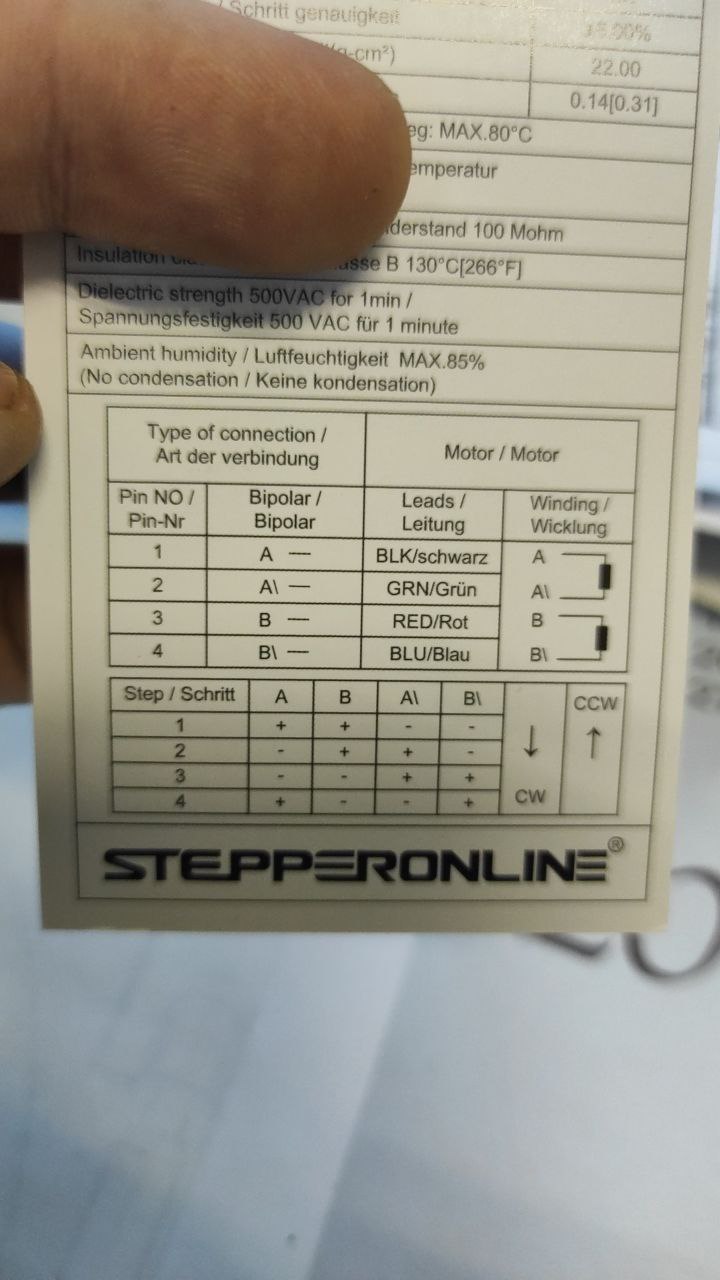 Schritt genauigkeit
±5.00%
g-cm²)
22.00
0.14[0.31]
eg: MAX.80°C
emperatur
derstand 100 Mohm
Insulation
asse B 130°C[266°F]
Dielectric strength 500VAC for 1min /
Spannungsfestigkeit 500 VAC für 1 minute
Ambient humidity / Luftfeuchtigkeit MAX.85%
(No condensation / Keine kondensation)
Type of connection /
Art der verbindung
Motor / Motor
Pin NO /
Pin-Nr
Bipolar /
Bipolar
Leads /
Leitung
Winding /
Wicklung
1 A — BLK/schwarz A
2 A\ — GRN/Grün A\
3 B — RED/Rot B
4 B\ — BLU/Blau B\
Step / Schritt A B A\ B\ CCW
1 + + - -
2 - + + - ↓ ↑
3 - - + +
4 + - - + CW
STEPPERONLINE®